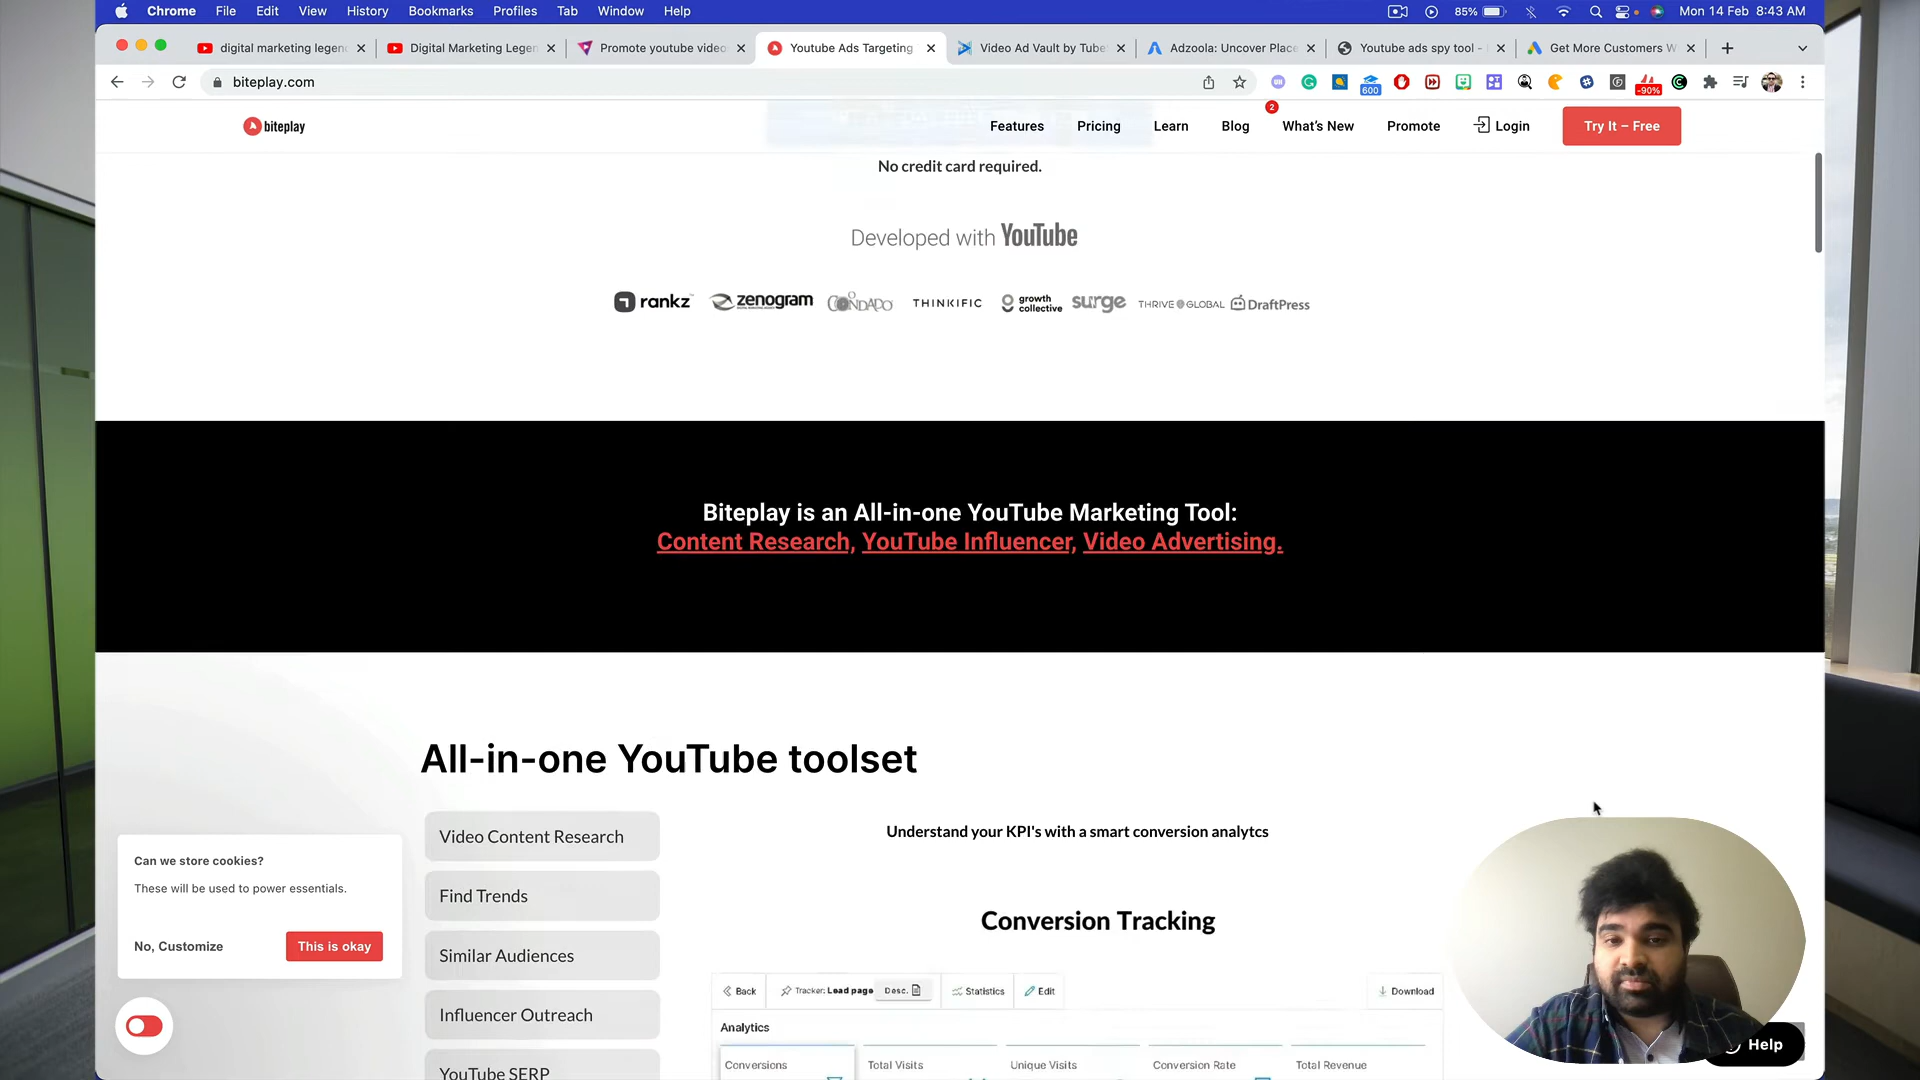 Chrome File Edit View History Bookmarks Profiles Tab Window Help 85% Mon 14 Feb 8:43 AM
digital marketing legen Digital Marketing Legen Promote youtube video Youtube Ads Targeting Video Ad Vault by Tube Adzoola: Uncover Place Youtube ads spy tool - Get More Customers W
biteplay.com 600 -90%
2
biteplay Features Pricing Learn Blog What's New Promote Login Try It – Free
No credit card required.
Developed with YouTube
rankz zenogram CONDADO THINKIFIC growth collective surge THRIVE GLOBAL DraftPress
Biteplay is an All-in-one YouTube Marketing Tool:
Content Research, YouTube Influencer, Video Advertising.
All-in-one YouTube toolset
Video Content Research
Find Trends
Similar Audiences
Influencer Outreach
YouTube SERP
Understand your KPI's with a smart conversion analytcs
Conversion Tracking
Back Tracker: Lead page Desc. Statistics Edit Download
Analytics
Conversions Total Visits Unique Visits Conversion Rate Total Revenue
Can we store cookies?
These will be used to power essentials.
No, Customize This is okay
Help